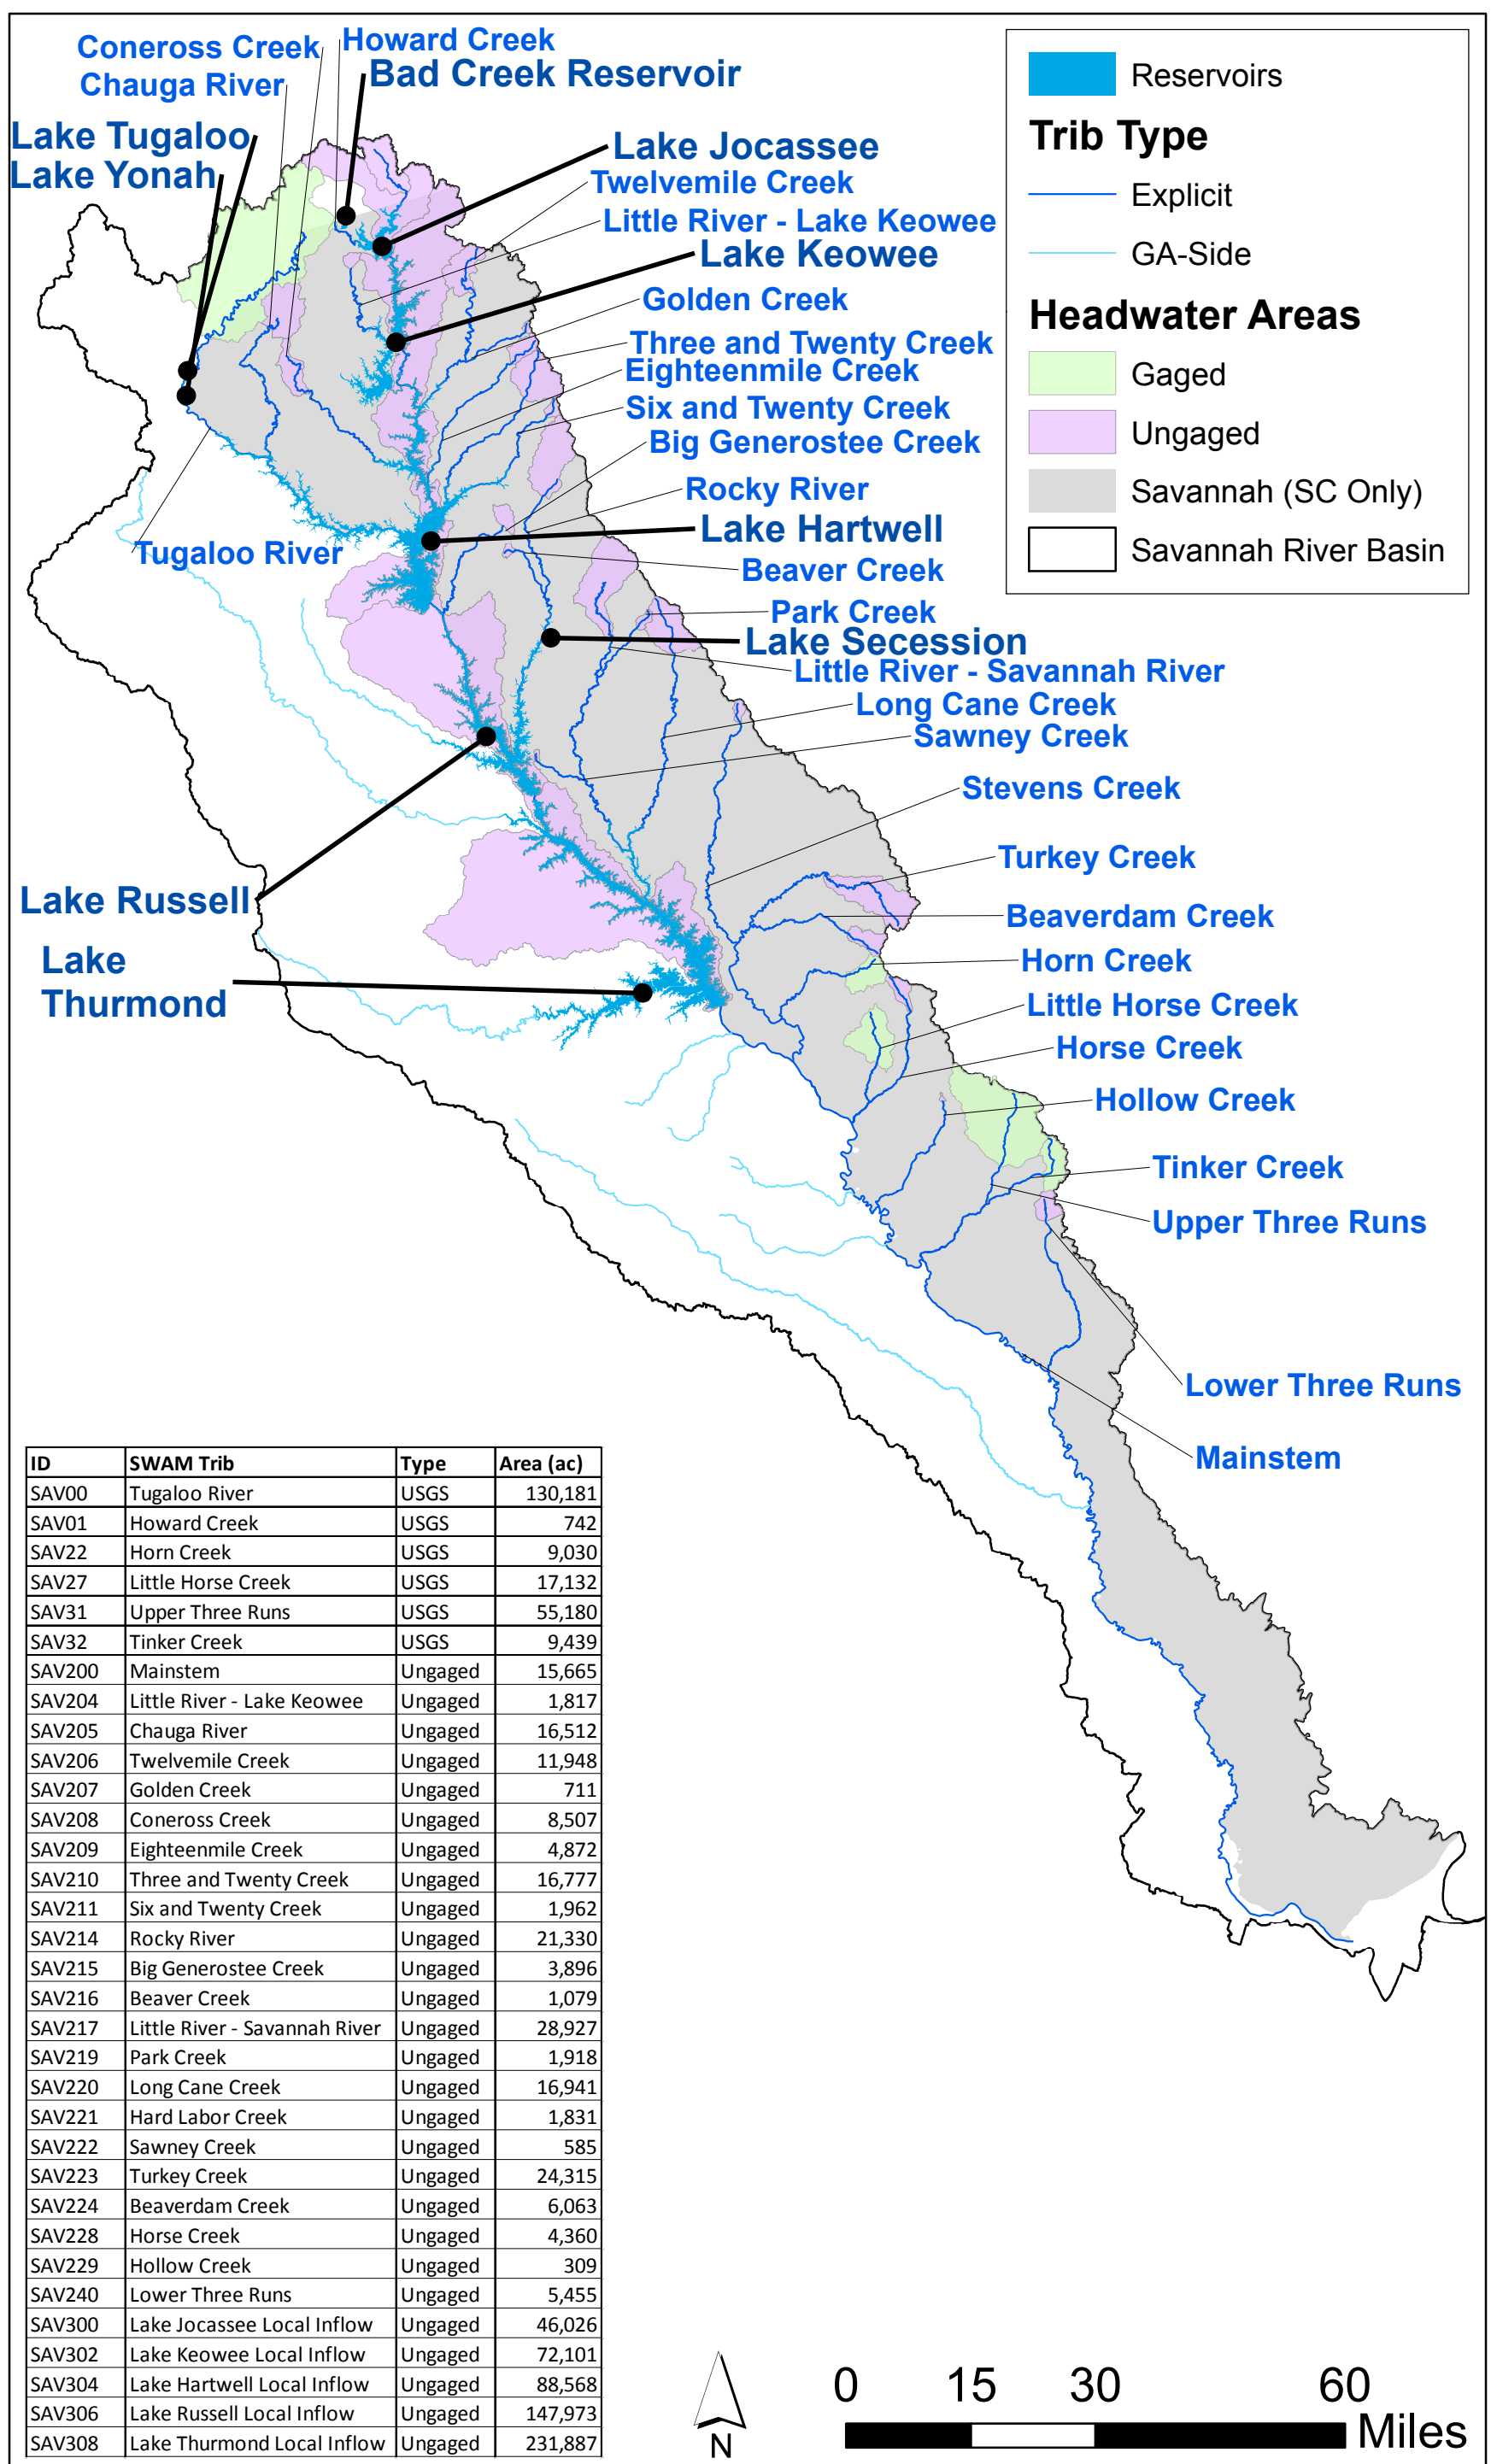 Coneross Creek
Howard Creek
Chauga River
Bad Creek Reservoir
Lake Tugaloo
Lake Yonah
Lake Jocassee
Twelvemile Creek
Little River - Lake Keowee
Lake Keowee
Golden Creek
Three and Twenty Creek
Eighteenmile Creek
Six and Twenty Creek
Big Generostee Creek
Rocky River
Lake Hartwell
Tugaloo River
Beaver Creek
Park Creek
Lake Secession
Little River - Savannah River
Long Cane Creek
Sawney Creek
Stevens Creek
Turkey Creek
Lake Russell
Beaverdam Creek
Horn Creek
Lake
Thurmond
Little Horse Creek
Horse Creek
Hollow Creek
Tinker Creek
Upper Three Runs
Lower Three Runs
Mainstem
Reservoirs
Trib Type
Explicit
GA-Side
Headwater Areas
Gaged
Ungaged
Savannah (SC Only)
Savannah River Basin
ID SWAM Trib Type Area (ac)
SAV00 Tugaloo River USGS 130,181
SAV01 Howard Creek USGS 742
SAV22 Horn Creek USGS 9,030
SAV27 Little Horse Creek USGS 17,132
SAV31 Upper Three Runs USGS 55,180
SAV32 Tinker Creek USGS 9,439
SAV200 Mainstem Ungaged 15,665
SAV204 Little River - Lake Keowee Ungaged 1,817
SAV205 Chauga River Ungaged 16,512
SAV206 Twelvemile Creek Ungaged 11,948
SAV207 Golden Creek Ungaged 711
SAV208 Coneross Creek Ungaged 8,507
SAV209 Eighteenmile Creek Ungaged 4,872
SAV210 Three and Twenty Creek Ungaged 16,777
SAV211 Six and Twenty Creek Ungaged 1,962
SAV214 Rocky River Ungaged 21,330
SAV215 Big Generostee Creek Ungaged 3,896
SAV216 Beaver Creek Ungaged 1,079
SAV217 Little River - Savannah River Ungaged 28,927
SAV219 Park Creek Ungaged 1,918
SAV220 Long Cane Creek Ungaged 16,941
SAV221 Hard Labor Creek Ungaged 1,831
SAV222 Sawney Creek Ungaged 585
SAV223 Turkey Creek Ungaged 24,315
SAV224 Beaverdam Creek Ungaged 6,063
SAV228 Horse Creek Ungaged 4,360
SAV229 Hollow Creek Ungaged 309
SAV240 Lower Three Runs Ungaged 5,455
SAV300 Lake Jocassee Local Inflow Ungaged 46,026
SAV302 Lake Keowee Local Inflow Ungaged 72,101
SAV304 Lake Hartwell Local Inflow Ungaged 88,568
SAV306 Lake Russell Local Inflow Ungaged 147,973
SAV308 Lake Thurmond Local Inflow Ungaged 231,887
N
0 15 30 60
Miles